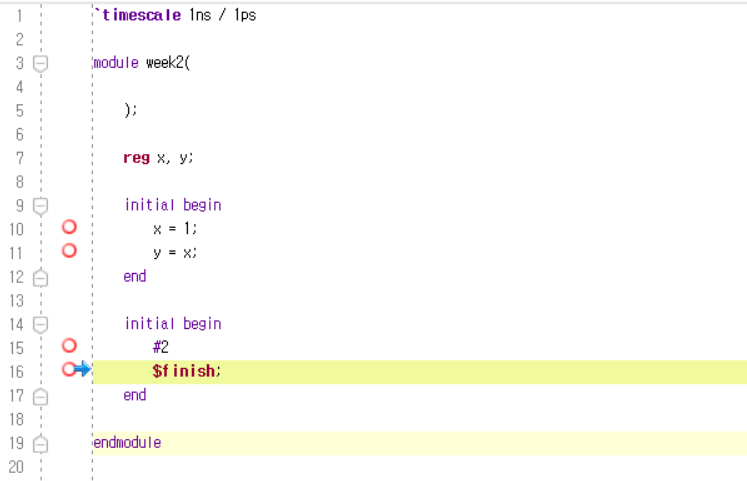 1 `timescale 1ns / 1ps
2
3 module week2(
4
5 );
6
7 reg x, y;
8
9 initial begin
10 x = 1;
11 y = x;
12 end
13
14 initial begin
15 #2
16 $finish;
17 end
18
19 endmodule
20